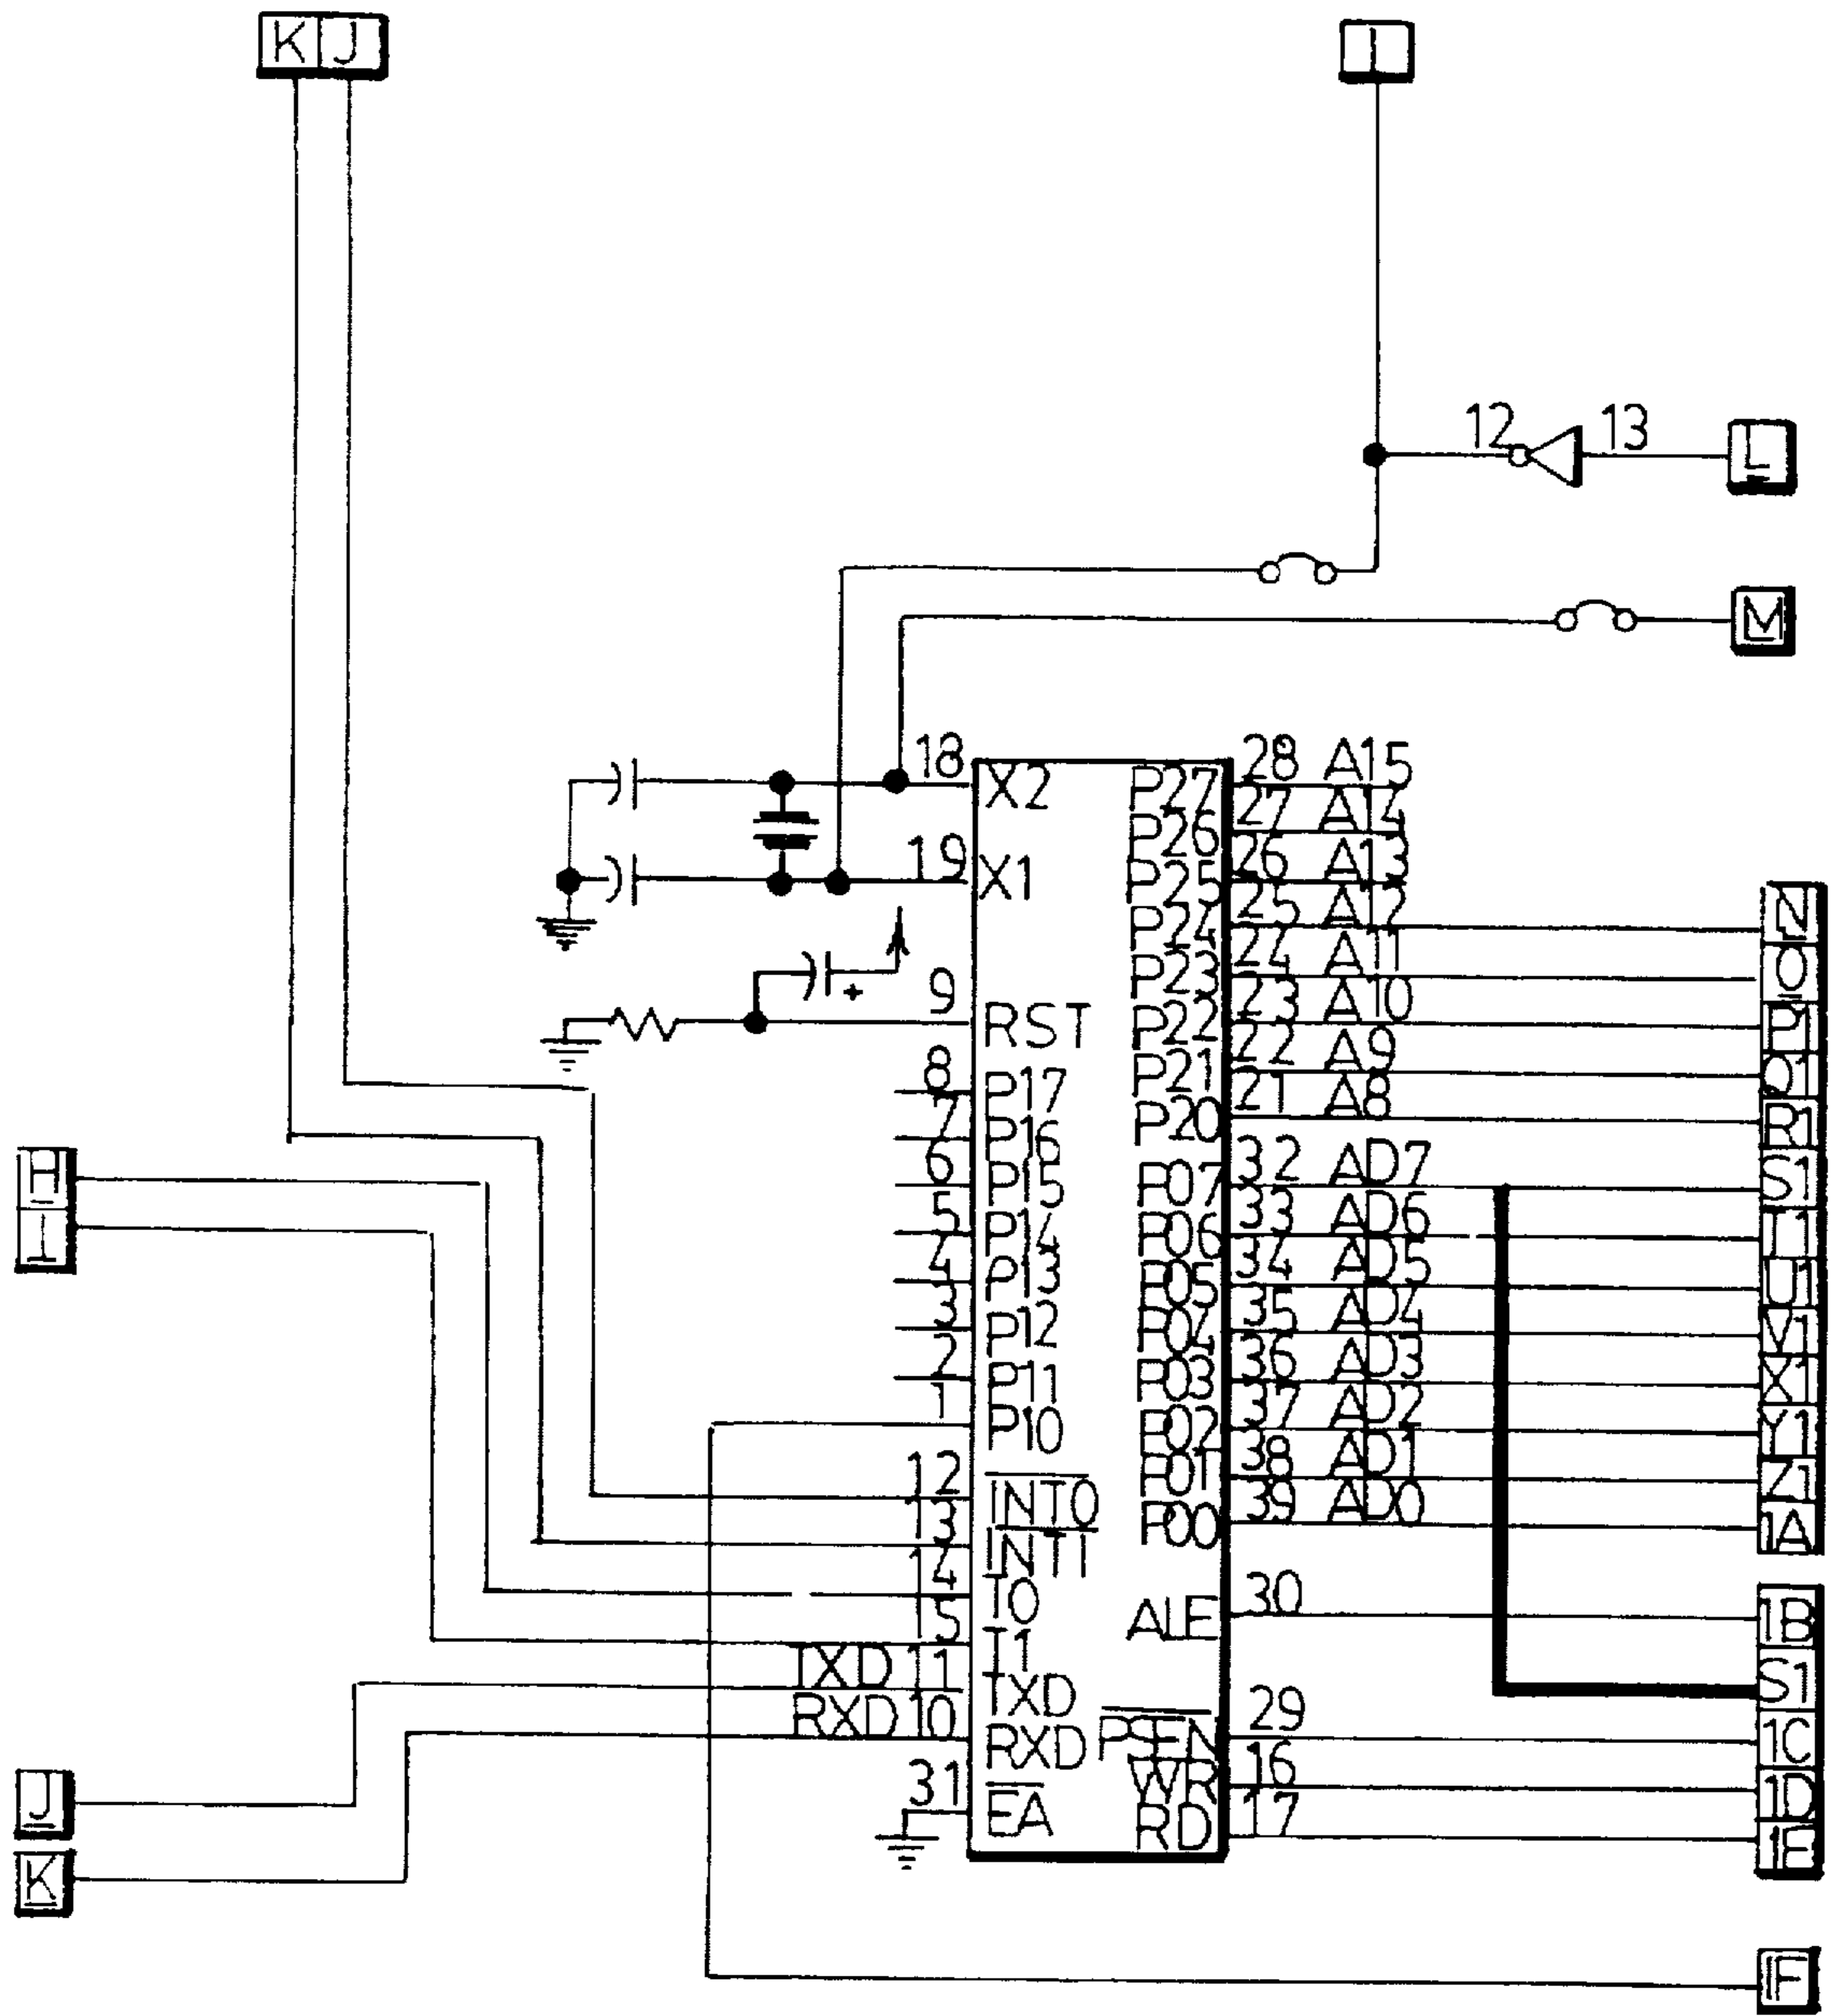 K J
I
12 13 L
M
18 X2 P27 28 A15
P26 27 A14
19 X1 P25 26 A13
P24 25 A12 N
P23 24 A11 O
9 RST P22 23 A10 P1
P21 22 A9 Q1
8 P17 P20 21 A8 R1
7 P16
H 6 P15 P07 32 AD7 S1
I 5 P14 P06 33 AD6 T1
4 P13 P05 34 AD5 U1
3 P12 P04 35 AD4 V1
2 P11 P03 36 AD3 X1
1 P10 P02 37 AD2 Y1
12 INT0 P01 38 AD1 Z1
13 INT1 P00 39 AD0 1A
14 T0 ALE 30 1B
15 T1
TXD 11 TXD S1
RXD 10 RXD PSEN 29 1C
J 31 EA WR 16 1D
RD 17 1E
K
1F
+